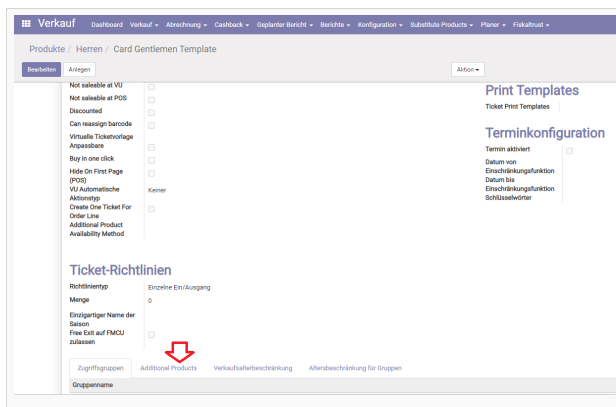 Verkauf Dashboard Verkauf Abrechnung Cashback Geplanter Bericht Berichte Konfiguration Substitute Products Planer Fiskaltrust
Produkte / Herren / Card Gentlemen Template
Bearbeiten Anlegen Aktion
Not saleable at VU
Not saleable at POS
Discounted
Can reassign barcode
Virtuelle Ticketvorlage
Anpassbare
Buy in one click
Hide On First Page
(POS)
VU Automatische
Aktionstyp
Keiner
Create One Ticket For
Order Line
Additional Product
Availability Method
Print Templates
Ticket Print Templates
Terminkonfiguration
Termin aktiviert
Datum von
Einschränkungsfunktion
Datum bis
Einschränkungsfunktion
Schlüsselwörter
Ticket-Richtlinien
Richtlinientyp Einzelne Ein/Ausgang
Menge 0
Einzigartiger Name der
Saison
Free Exit auf FMCU
zulassen
Zugriffsgruppen Additional Products Verkaufsalterbeschränkung Altersbeschränkung für Gruppen
Gruppenname